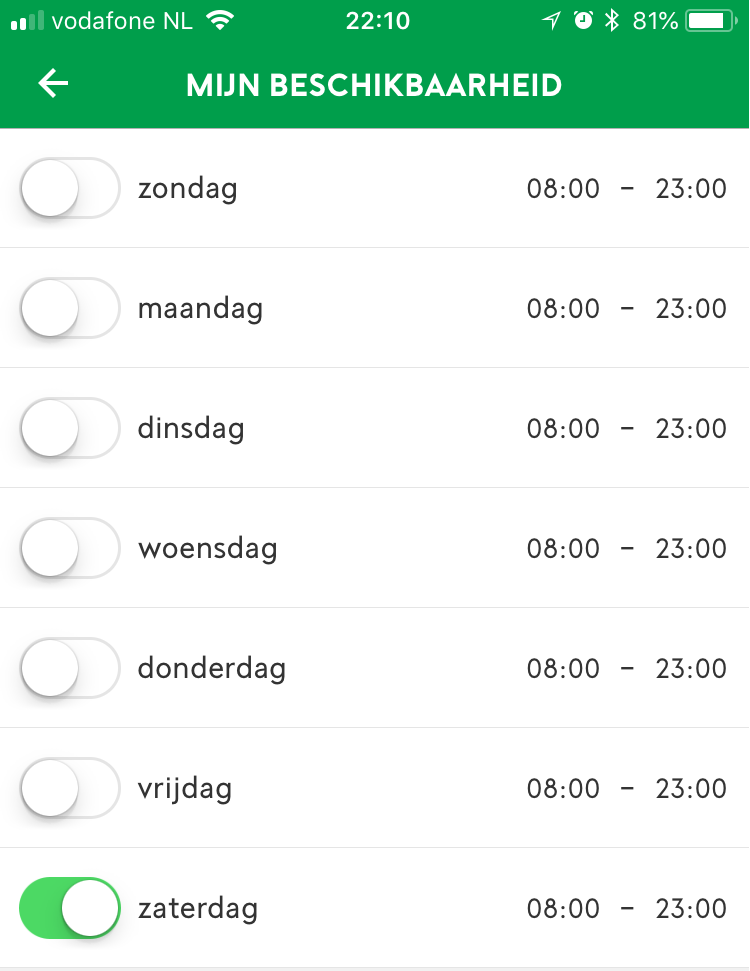 vodafone NL 22:10 81%
MIJN BESCHIKBAARHEID
zondag 08:00 – 23:00
maandag 08:00 – 23:00
dinsdag 08:00 – 23:00
woensdag 08:00 – 23:00
donderdag 08:00 – 23:00
vrijdag 08:00 – 23:00
zaterdag 08:00 – 23:00